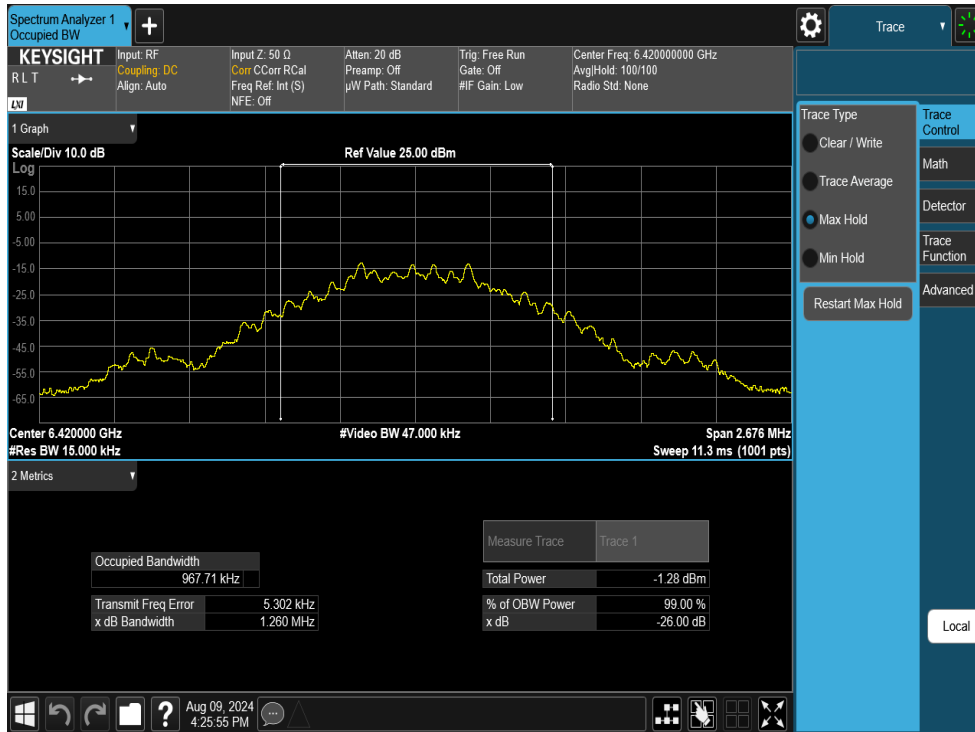 Spectrum Analyzer 1
Occupied BW
+
Trace
KEYSIGHT
R L T
LXI
Input: RF
Coupling: DC
Align: Auto
Input Z: 50 Ω
Corr CCorr RCal
Freq Ref: Int (S)
NFE: Off
Atten: 20 dB
Preamp: Off
µW Path: Standard
Trig: Free Run
Gate: Off
#IF Gain: Low
Center Freq: 6.420000000 GHz
Avg|Hold: 100/100
Radio Std: None
1 Graph
Scale/Div 10.0 dB
Ref Value 25.00 dBm
Log
15.0
5.00
-5.00
-15.0
-25.0
-35.0
-45.0
-55.0
-65.0
Center 6.420000 GHz
#Video BW 47.000 kHz
Span 2.676 MHz
#Res BW 15.000 kHz
Sweep 11.3 ms (1001 pts)
2 Metrics
Measure Trace
Trace 1
Occupied Bandwidth
967.71 kHz
Total Power
-1.28 dBm
Transmit Freq Error
5.302 kHz
% of OBW Power
99.00 %
x dB Bandwidth
1.260 MHz
x dB
-26.00 dB
Trace Type
Clear / Write
Trace Average
Max Hold
Min Hold
Restart Max Hold
Trace
Control
Math
Detector
Trace
Function
Advanced
Local
?
Aug 09, 2024
4:25:55 PM